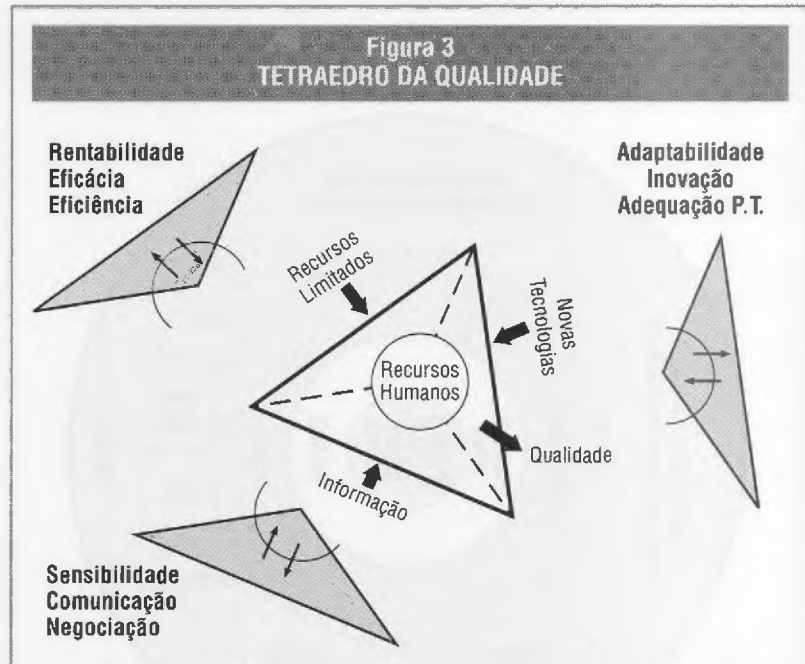 Figura 3
TETRAEDRO DA QUALIDADE
Rentabilidade
Eficácia
Eficiência
Adaptabilidade
Inovação
Adequação P.T.
Recursos
Limitados
Novas
Tecnologias
Recursos
Humanos
Qualidade
Informação
Sensibilidade
Comunicação
Negociação